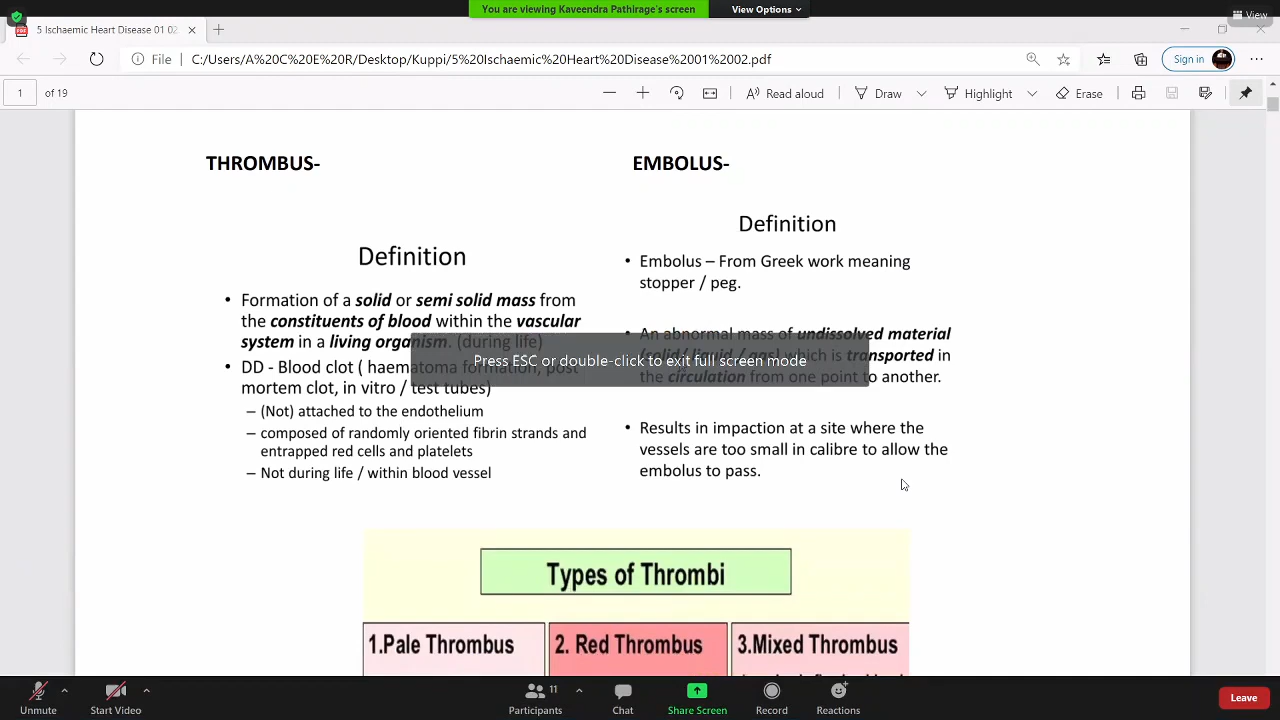 You are viewing Kaveendra Pathirage's screen
View Options
View
5 Ischaemic Heart Disease 01 02
File
C:/Users/A%20C%20E%20R/Desktop/Kuppi/5%20Ischaemic%20Heart%20Disease%2001%2002.pdf
Sign in
1 of 19
Read aloud
Draw
Highlight
Erase
THROMBUS-
Definition
• Formation of a solid or semi solid mass from
the constituents of blood within the vascular
system in a living organism. (during life)
• DD - Blood clot ( haematoma formation, post
mortem clot, in vitro / test tubes)
– (Not) attached to the endothelium
– composed of randomly oriented fibrin strands and
entrapped red cells and platelets
– Not during life / within blood vessel
EMBOLUS-
Definition
• Embolus – From Greek work meaning
stopper / peg.
• An abnormal mass of undissolved material
(solid/ liquid / gas) which is transported in
the circulation from one point to another.
• Results in impaction at a site where the
vessels are too small in calibre to allow the
embolus to pass.
Press ESC or double-click to exit full screen mode
Types of Thrombi
1.Pale Thrombus
2. Red Thrombus
3.Mixed Thrombus
Unmute
Start Video
11
Participants
Chat
Share Screen
Record
Reactions
Leave